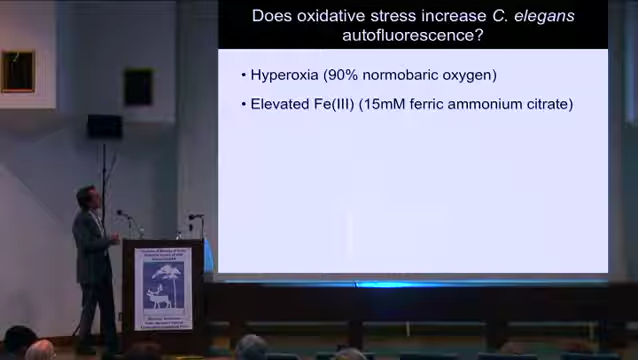 Does oxidative stress increase C. elegans
autofluorescence?
• Hyperoxia (90% normobaric oxygen)
• Elevated Fe(III) (15mM ferric ammonium citrate)